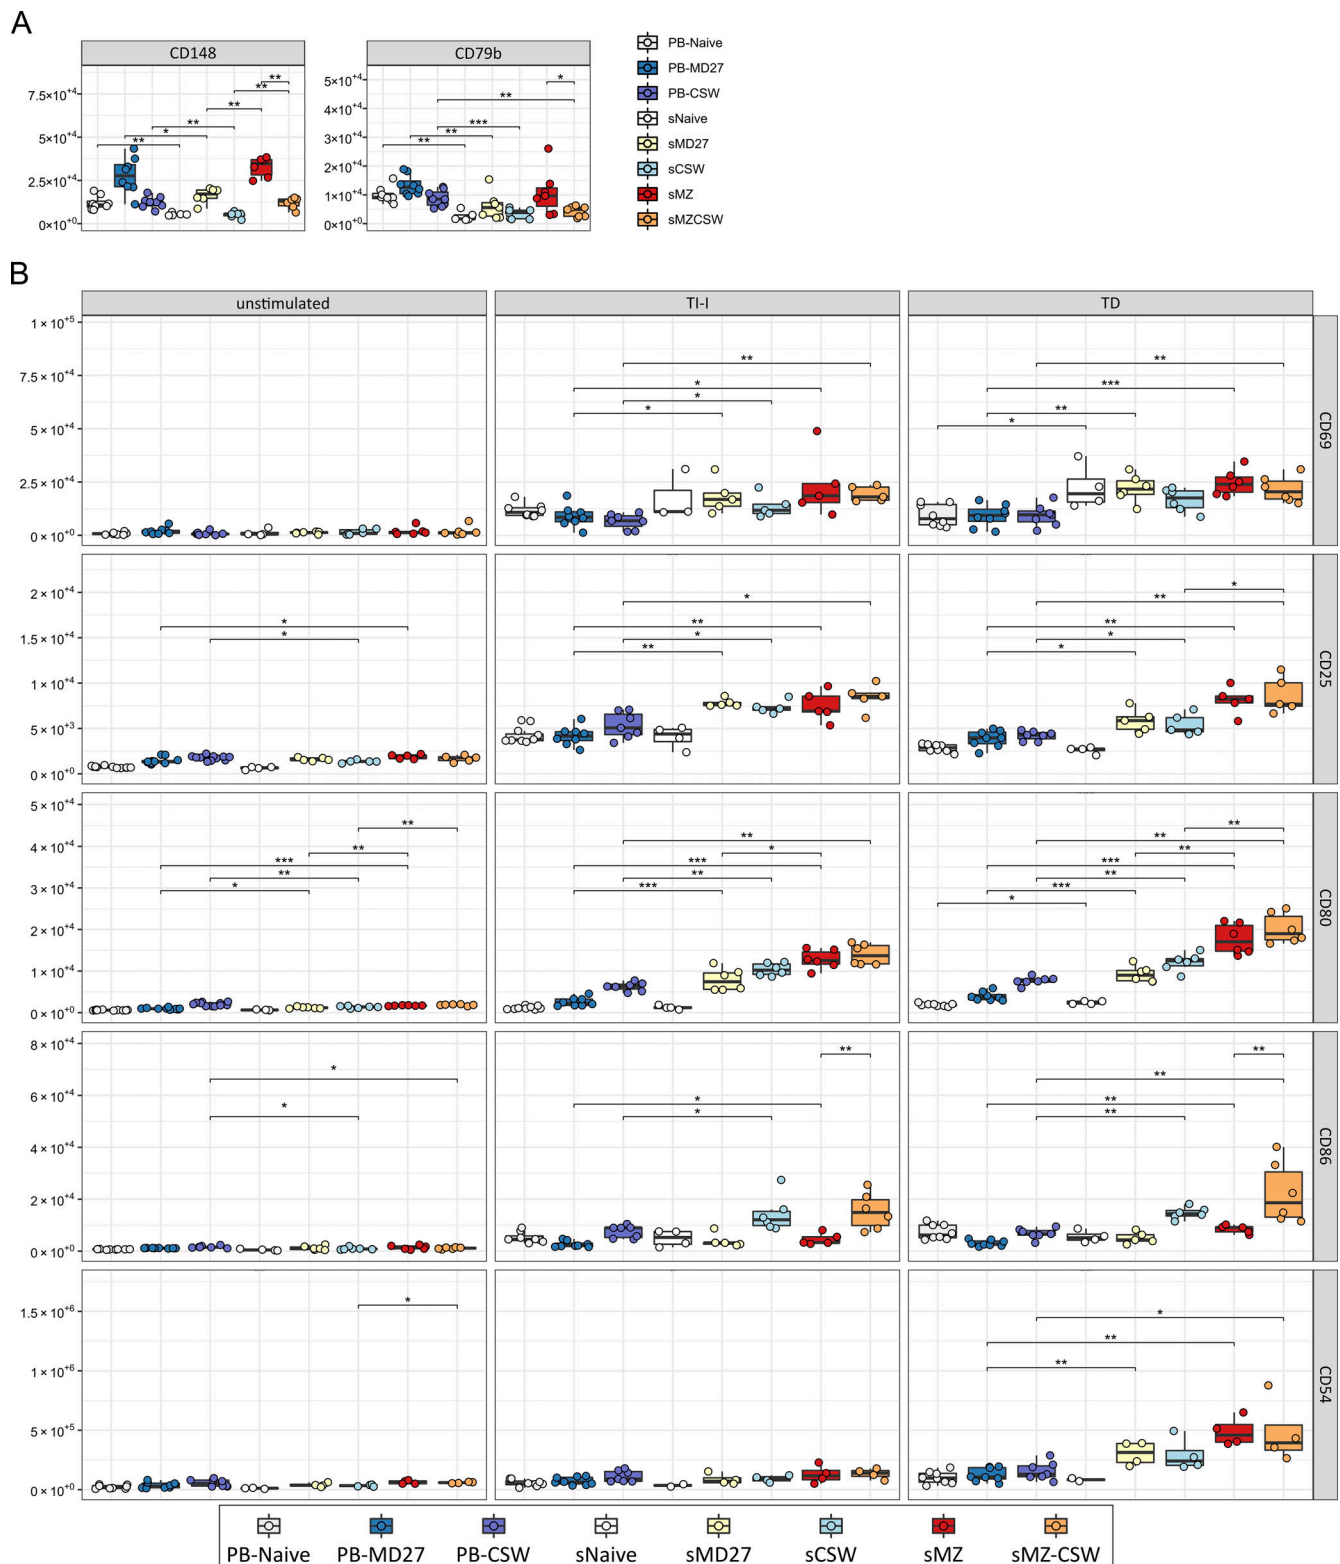 A
CD148
7.5×10⁺⁴
5×10⁺⁴
2.5×10⁺⁴
0×10⁺⁰
** * ** ** ** **
CD79b
5×10⁺⁴
4×10⁺⁴
3×10⁺⁴
2×10⁺⁴
1×10⁺⁴
0×10⁺⁰
** ** *** ** *
PB-Naive
PB-MD27
PB-CSW
sNaive
sMD27
sCSW
sMZ
sMZCSW
B
unstimulated TI-I TD
1 × 10⁺⁵
7.5 × 10⁺⁴
5 × 10⁺⁴
2.5 × 10⁺⁴
0 × 10⁺⁰
** * * *
** *** ** *
CD69
2 × 10⁺⁴
1.5 × 10⁺⁴
1 × 10⁺⁴
5 × 10⁺³
0 × 10⁺⁰
* *
* ** * **
* ** ** * *
CD25
5 × 10⁺⁴
4 × 10⁺⁴
3 × 10⁺⁴
2 × 10⁺⁴
1 × 10⁺⁴
0 × 10⁺⁰
** ** *** ** *
** * *** ** ***
** ** ** *** ** *** *
CD80
8 × 10⁺⁴
6 × 10⁺⁴
4 × 10⁺⁴
2 × 10⁺⁴
0 × 10⁺⁰
* *
** * *
** ** ** **
CD86
1.5 × 10⁺⁶
1 × 10⁺⁶
5 × 10⁺⁵
0 × 10⁺⁰
*
* ** **
CD54
PB-Naive PB-MD27 PB-CSW sNaive sMD27 sCSW sMZ sMZ-CSW